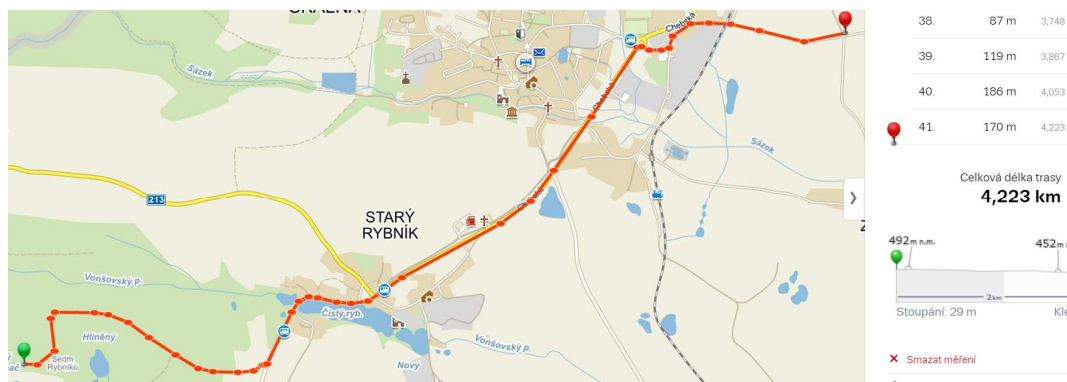 Sázek
Chebská
213
STARÝ
RYBNÍK
Chebská
Chebská
Sázek
Vonšovský p.
Hliněný
Sedm
Rybníků
Čistý ryb.
Nový
Vonšovský p.
38. 87 m 3,748
39. 119 m 3,867
40. 186 m 4,053
41. 170 m 4,223
Celková délka trasy
4,223 km
492 m n.m.
452 m
2 km
Stoupání: 29 m
Smazat měření